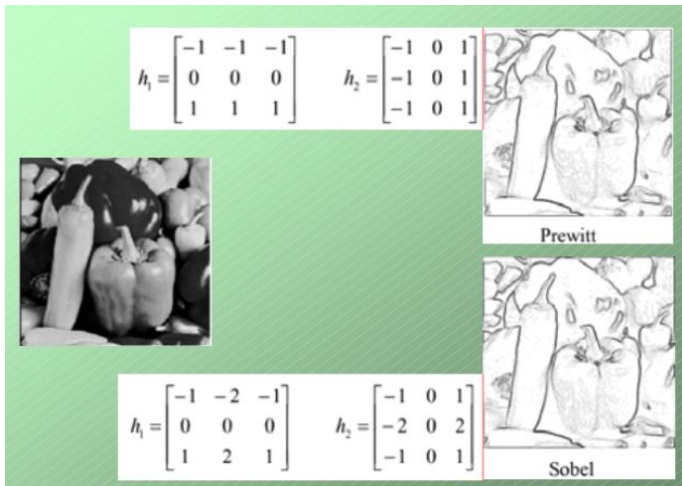 h₁ = [−1 −1 −1
0 0 0
1 1 1]
h₂ = [−1 0 1
−1 0 1
−1 0 1]
Prewitt
h₁ = [−1 −2 −1
0 0 0
1 2 1]
h₂ = [−1 0 1
−2 0 2
−1 0 1]
Sobel